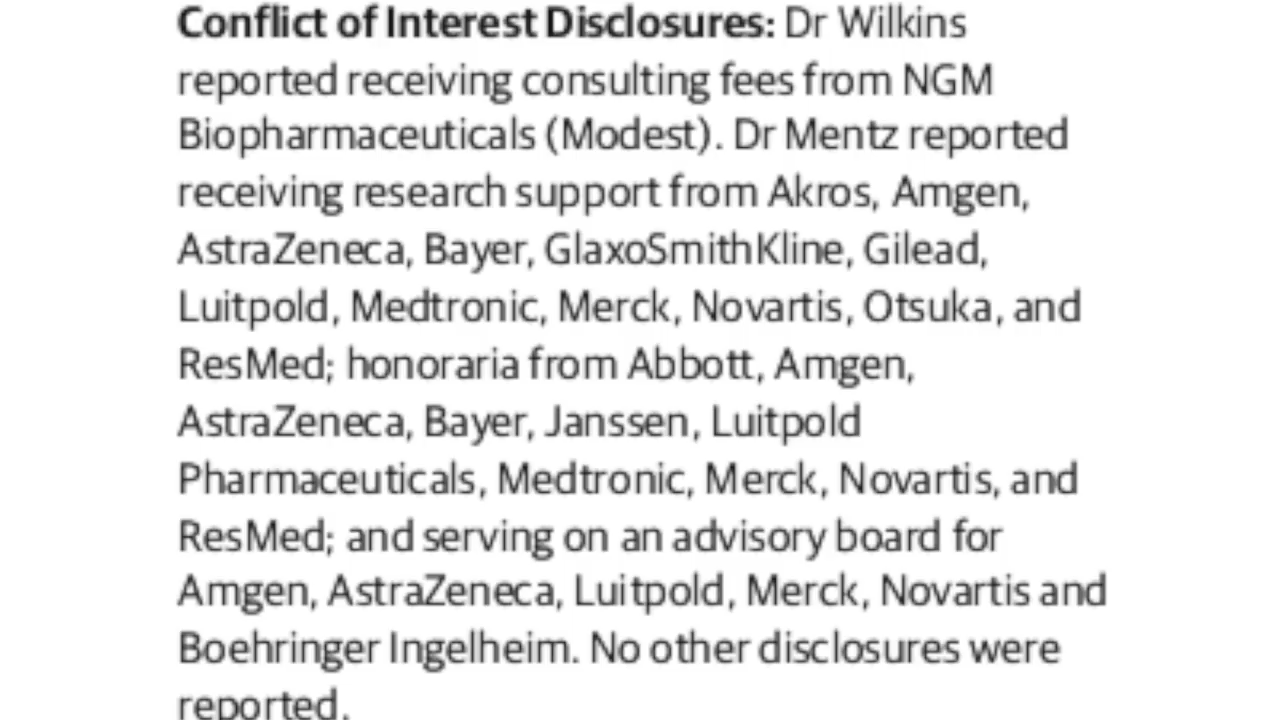 Conflict of Interest Disclosures: Dr Wilkins
reported receiving consulting fees from NGM
Biopharmaceuticals (Modest). Dr Mentz reported
receiving research support from Akros, Amgen,
AstraZeneca, Bayer, GlaxoSmithKline, Gilead,
Luitpold, Medtronic, Merck, Novartis, Otsuka, and
ResMed; honoraria from Abbott, Amgen,
AstraZeneca, Bayer, Janssen, Luitpold
Pharmaceuticals, Medtronic, Merck, Novartis, and
ResMed; and serving on an advisory board for
Amgen, AstraZeneca, Luitpold, Merck, Novartis and
Boehringer Ingelheim. No other disclosures were
reported.